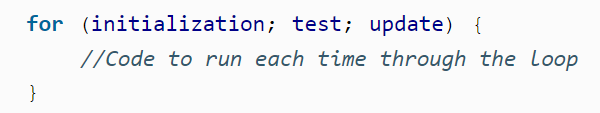 for (initialization; test; update) {
//Code to run each time through the loop
}